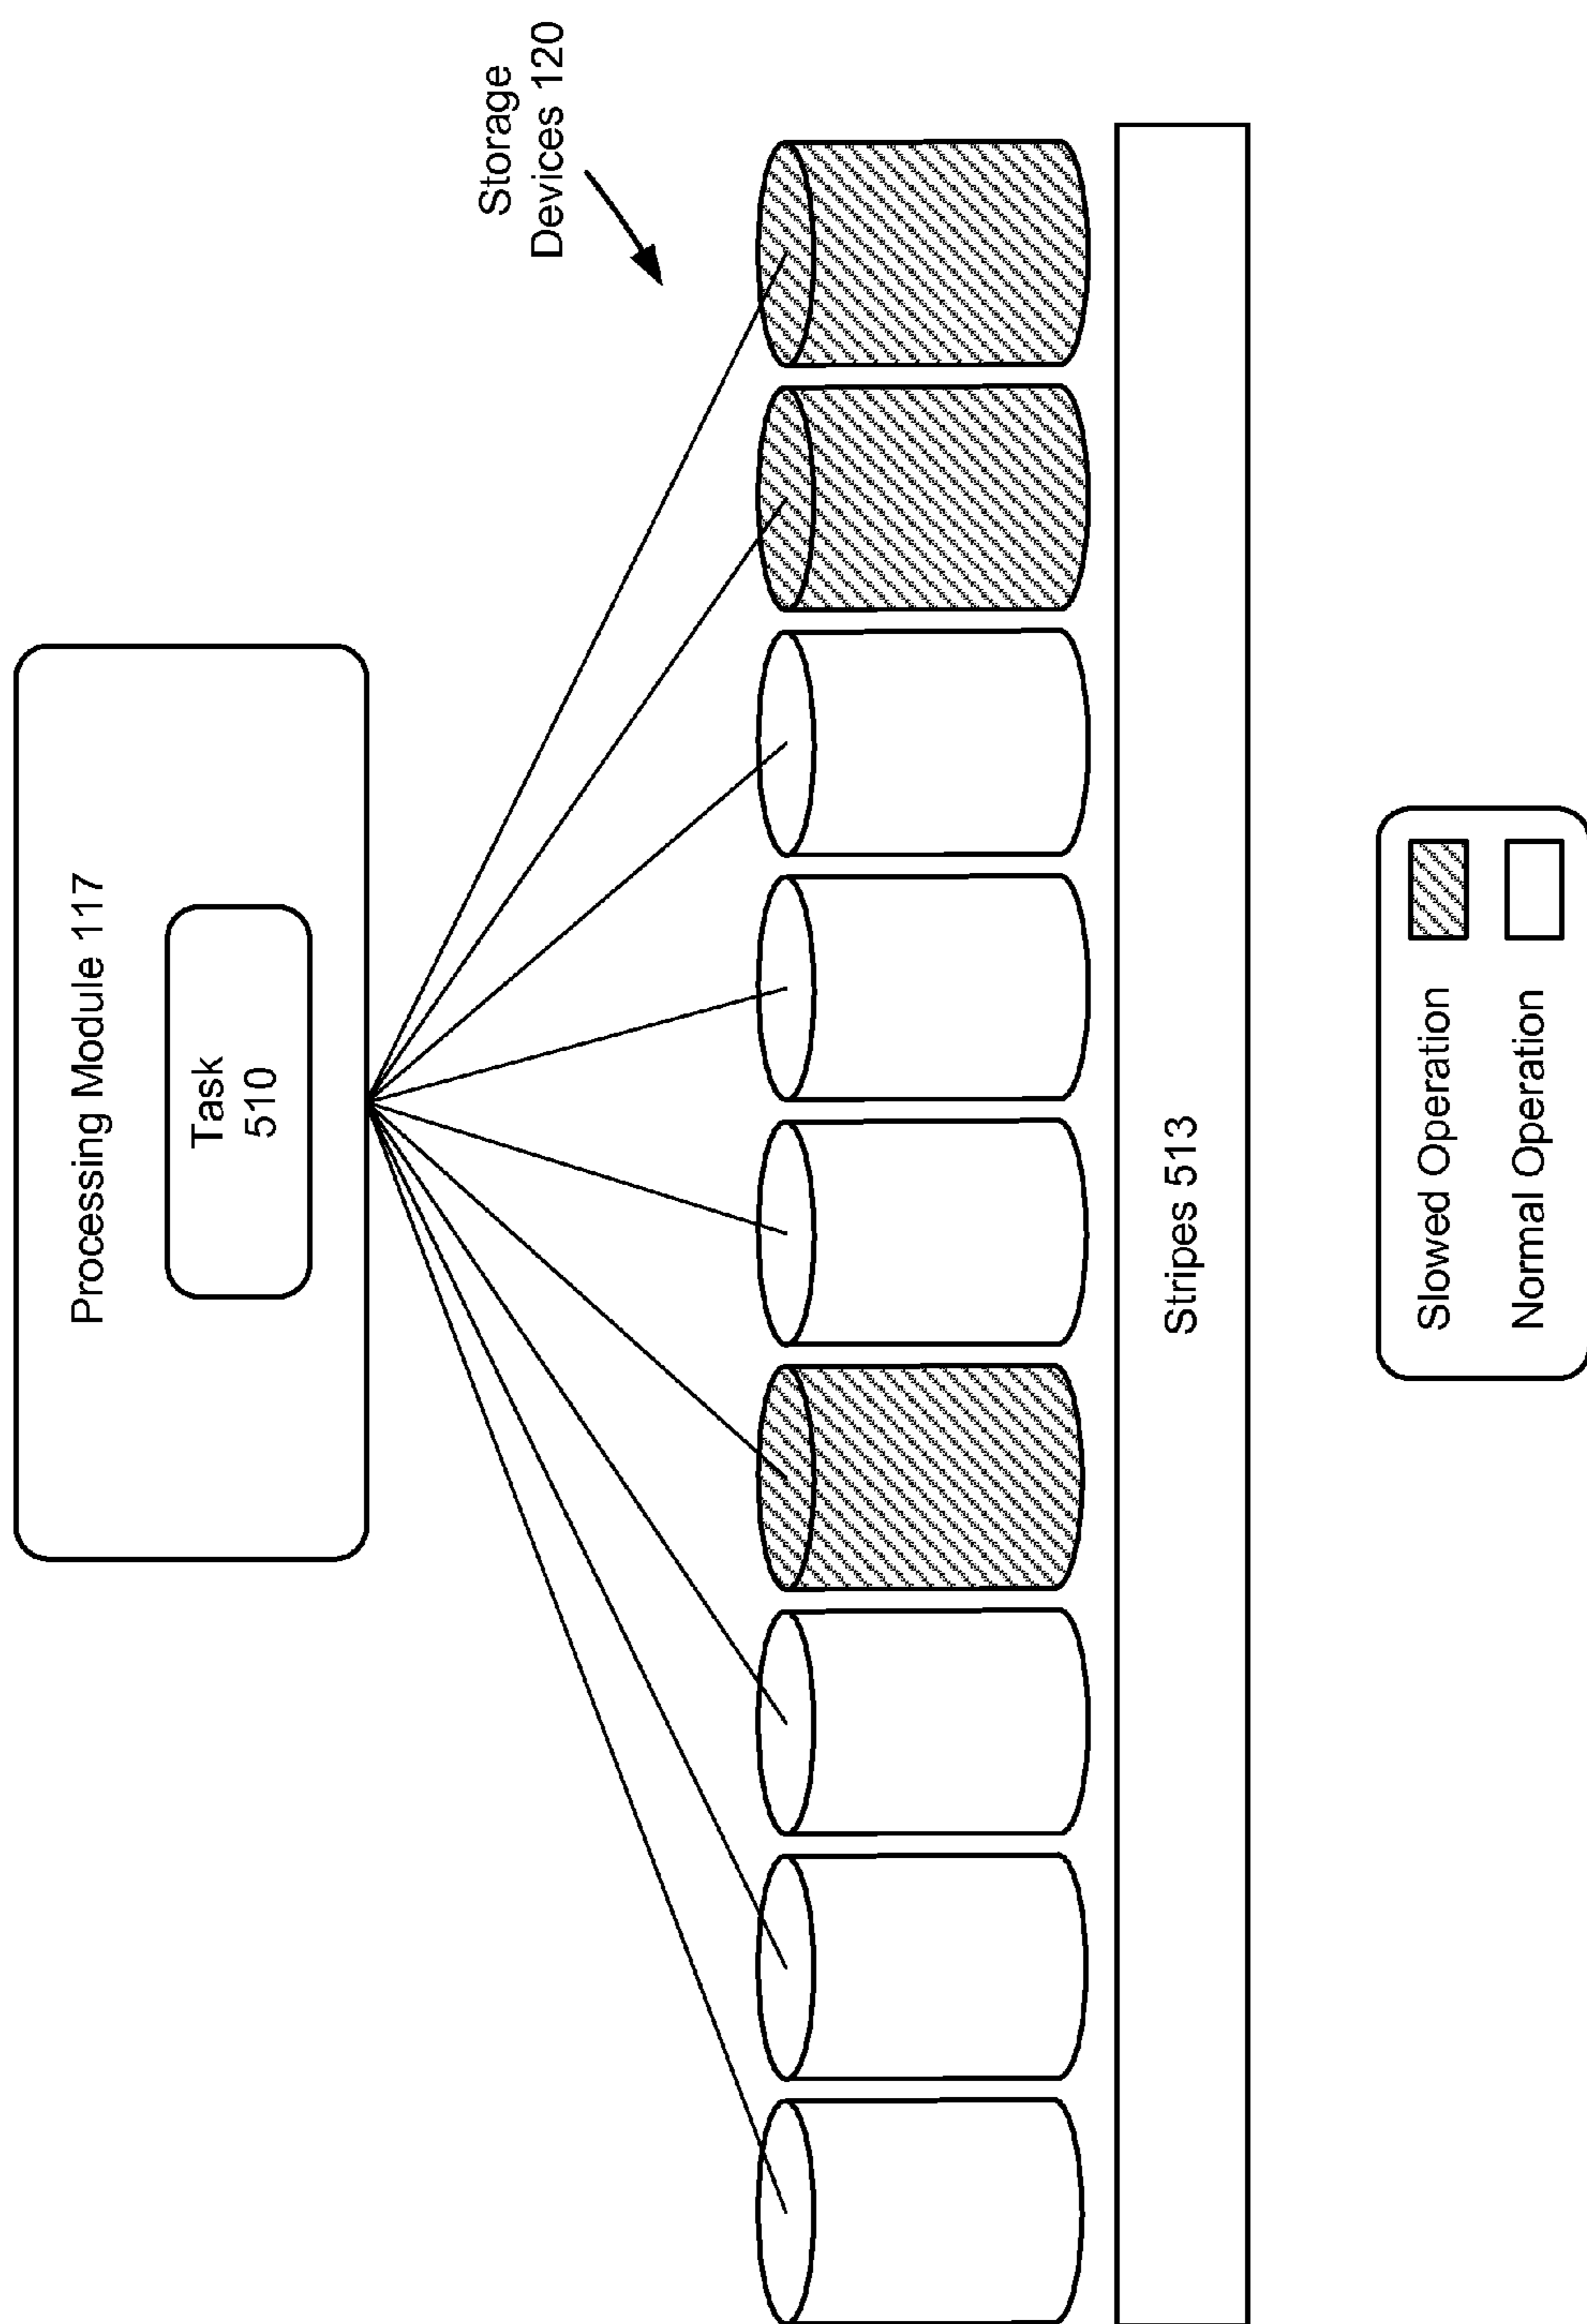 Processing Module 117
Task
510
Storage
Devices 120
Stripes 513
Slowed Operation
Normal Operation